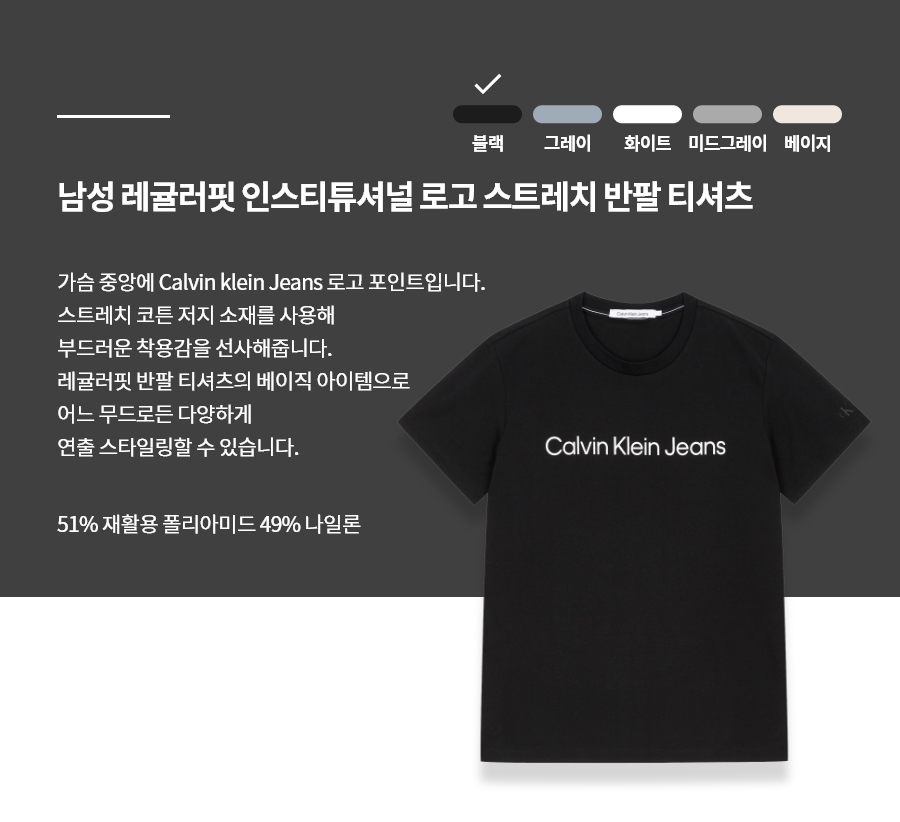 블랙
그레이
화이트
미드그레이
베이지
남성 레귤러핏 인스티튜셔널 로고 스트레치 반팔 티셔츠
가슴 중앙에 Calvin klein Jeans 로고 포인트입니다.
스트레치 코튼 저지 소재를 사용해
부드러운 착용감을 선사해줍니다.
레귤러핏 반팔 티셔츠의 베이직 아이템으로
어느 무드로든 다양하게
연출 스타일링할 수 있습니다.
51% 재활용 폴리아미드 49% 나일론
Calvin Klein Jeans
Calvin Klein Jeans
CK